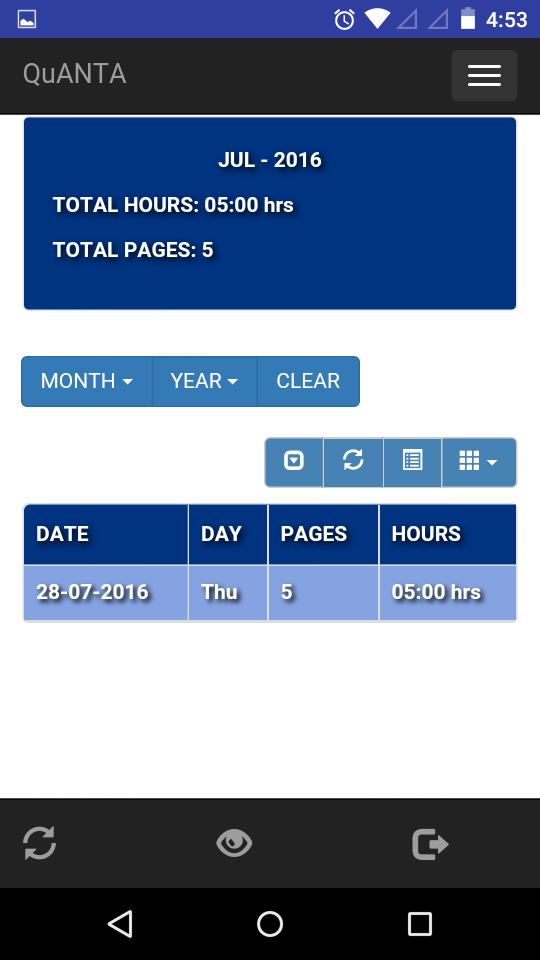 4:53
QuANTA
JUL - 2016
TOTAL HOURS: 05:00 hrs
TOTAL PAGES: 5
MONTH YEAR CLEAR
DATE DAY PAGES HOURS
28-07-2016 Thu 5 05:00 hrs